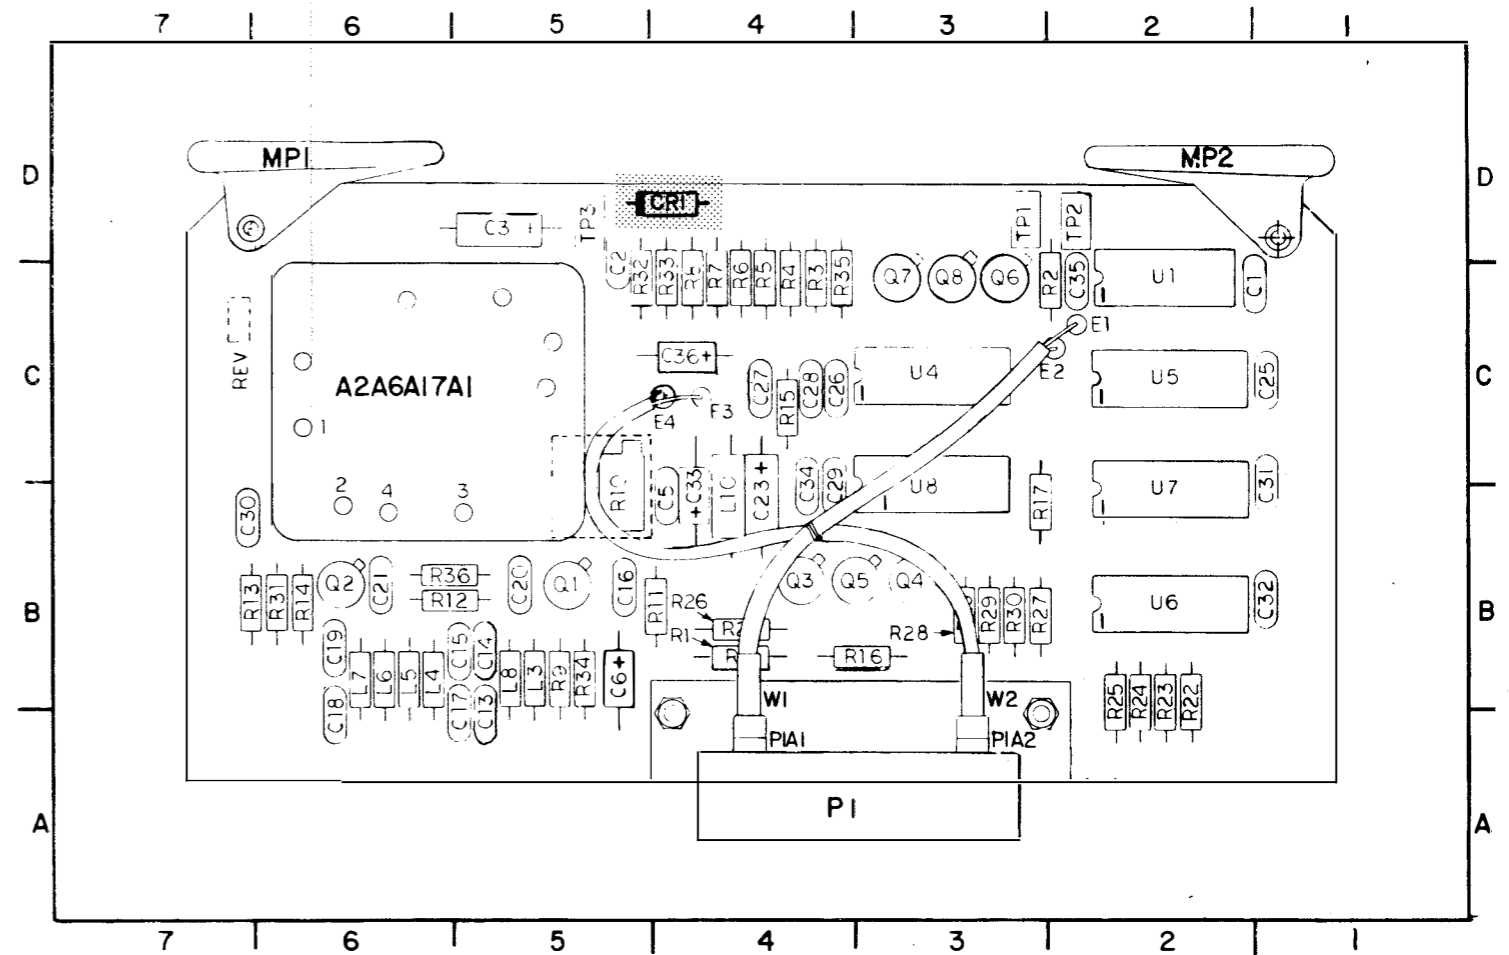 7 6 5 4 3 2 1
D D
MP1 MP2
CR1
C3 + TP3 TP1 TP2
C2 R32 R33 R7 R6 R5 R4 R3 R35 Q7 Q8 Q6 R2 C35 U1 C1
E1
REV C36+ E2
C A2A6A17A1 C27 R15 C28 C26 U4 U5 C25 C
E4
1
2 4 3
C30 R10 C5 +C33 L10 C23+ C34 C29 U8 R17 U7 C31
R13 R31 R14 Q2 C21 R36 C20 Q1 C16 R11 Q3 Q5 Q4 R29 R30 R27 U6 C32
R12
B R26 B
R1 R28
C19 C15 C14 R16
L7 L6 L5 L4 L8 L3 R9 R34 C6+ W1 W2 R25 R24 R23 R22
C18 C17 C13
P1A1 P1A2
P1
A A
7 6 5 4 3 2 1